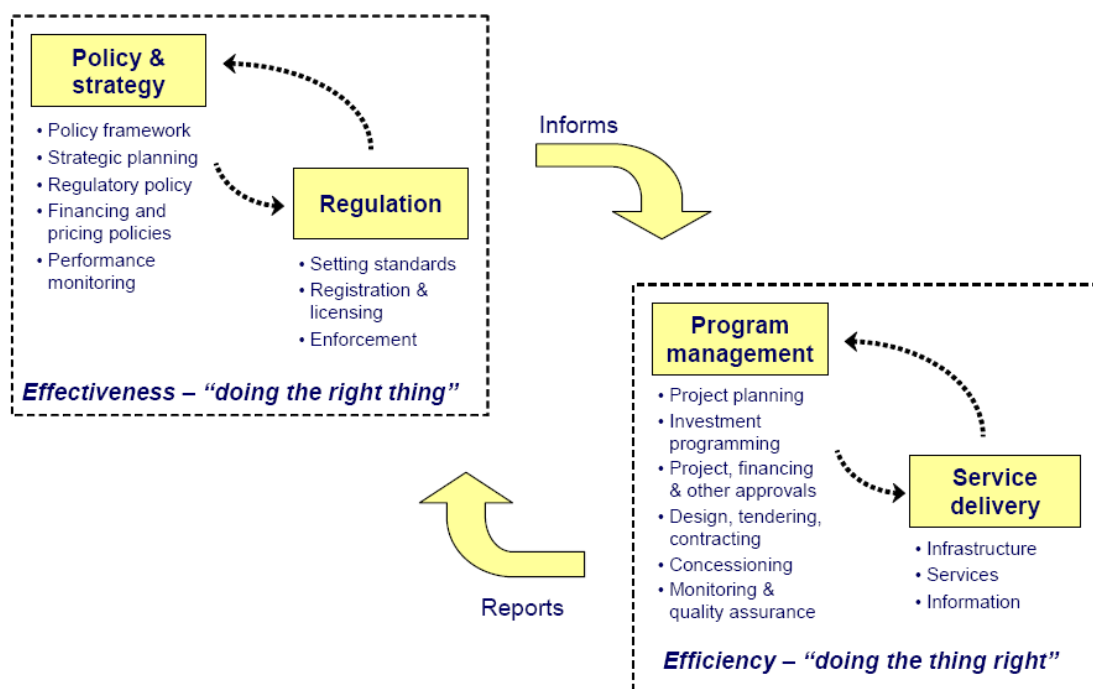 Policy &
strategy
• Policy framework
• Strategic planning
• Regulatory policy
• Financing and
pricing policies
• Performance
monitoring
Regulation
• Setting standards
• Registration &
licensing
• Enforcement
Effectiveness – “doing the right thing”
Informs
Program
management
• Project planning
• Investment
programming
• Project, financing
& other approvals
• Design, tendering,
contracting
• Concessioning
• Monitoring &
quality assurance
Service
delivery
• Infrastructure
• Services
• Information
Efficiency – “doing the thing right”
Reports